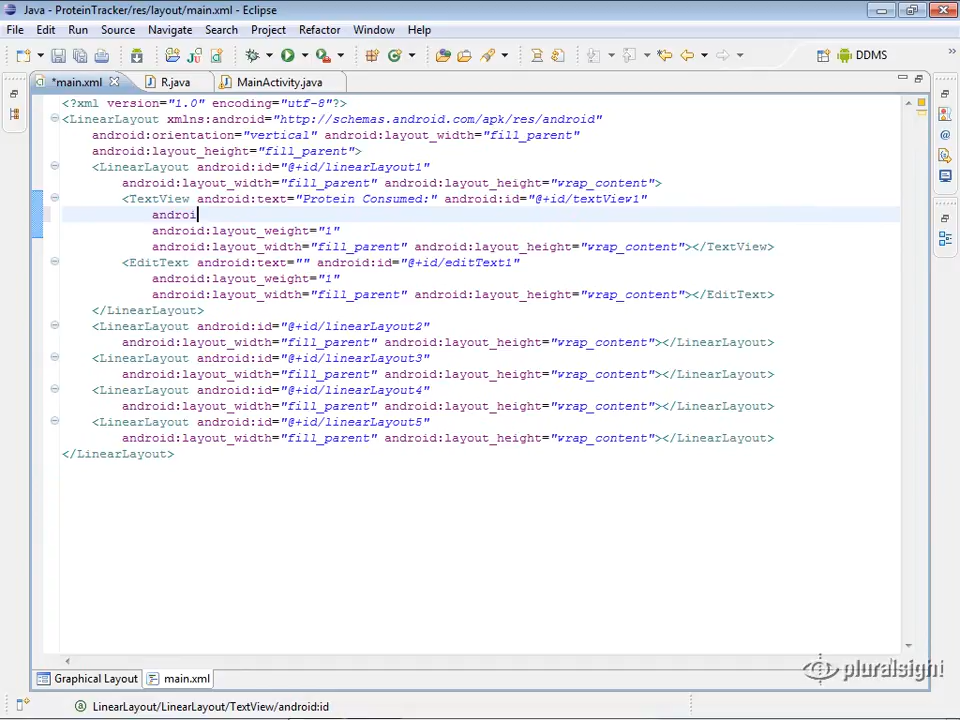 Java - ProteinTracker/res/layout/main.xml - Eclipse
File Edit Run Source Navigate Search Project Refactor Window Help
DDMS
*main.xml R.java MainActivity.java
<?xml version="1.0" encoding="utf-8"?>
<LinearLayout xmlns:android="http://schemas.android.com/apk/res/android"
android:orientation="vertical" android:layout_width="fill_parent"
android:layout_height="fill_parent">
<LinearLayout android:id="@+id/linearLayout1"
android:layout_width="fill_parent" android:layout_height="wrap_content">
<TextView android:text="Protein Consumed:" android:id="@+id/textView1"
androi
android:layout_weight="1"
android:layout_width="fill_parent" android:layout_height="wrap_content"></TextView>
<EditText android:text="" android:id="@+id/editText1"
android:layout_weight="1"
android:layout_width="fill_parent" android:layout_height="wrap_content"></EditText>
</LinearLayout>
<LinearLayout android:id="@+id/linearLayout2"
android:layout_width="fill_parent" android:layout_height="wrap_content"></LinearLayout>
<LinearLayout android:id="@+id/linearLayout3"
android:layout_width="fill_parent" android:layout_height="wrap_content"></LinearLayout>
<LinearLayout android:id="@+id/linearLayout4"
android:layout_width="fill_parent" android:layout_height="wrap_content"></LinearLayout>
<LinearLayout android:id="@+id/linearLayout5"
android:layout_width="fill_parent" android:layout_height="wrap_content"></LinearLayout>
</LinearLayout>
pluralsight
Graphical Layout main.xml
LinearLayout/LinearLayout/TextView/android:id